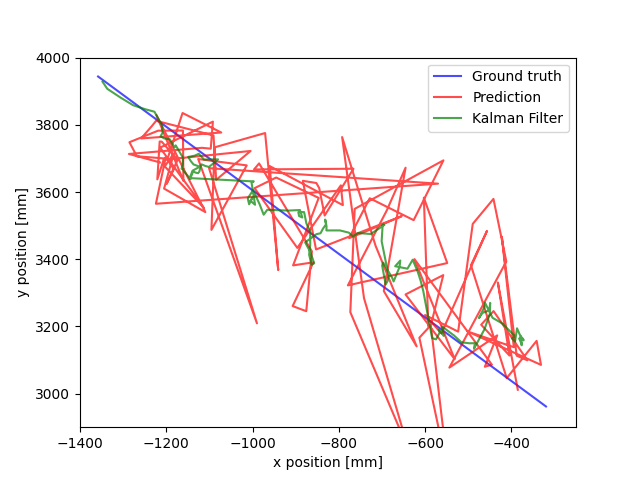 4000
3800
3600
3400
3200
3000
−1400
−1200
−1000
−800
−600
−400
x position [mm]
y position [mm]
Ground truth
Prediction
Kalman Filter